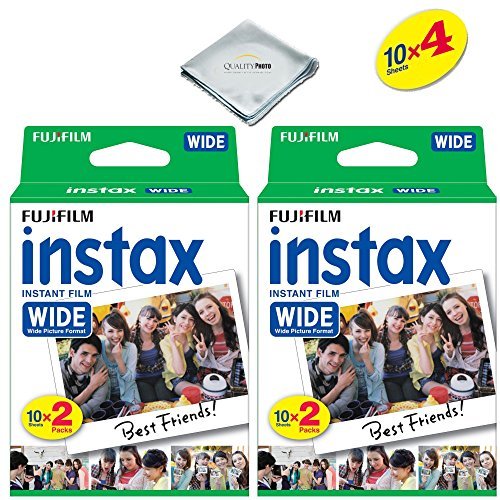 QUALITY PHOTO
10×4
Sheets
FUJIFILM
WIDE
instax WIDE
FUJIFILM
instax
INSTANT FILM
WIDE
Wide Picture Format
10×2
Sheets Packs
Best Friends!
FUJIFILM
WIDE
instax WIDE
FUJIFILM
instax
INSTANT FILM
WIDE
Wide Picture Format
10×2
Sheets Packs
Best Friends!